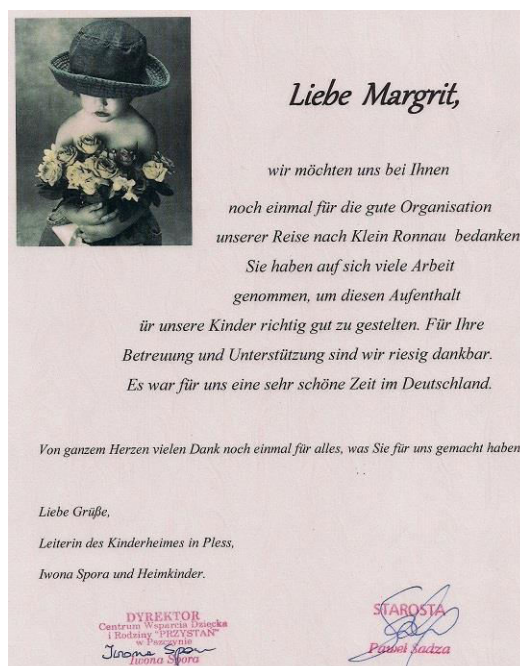 Liebe Margrit,
wir möchten uns bei Ihnen
noch einmal für die gute Organisation
unserer Reise nach Klein Ronnau bedanken
Sie haben auf sich viele Arbeit
genommen, um diesen Aufenthalt
ür unsere Kinder richtig gut zu gestelten. Für Ihre
Betreuung und Unterstützung sind wir riesig dankbar.
Es war für uns eine sehr schöne Zeit im Deutschland.
Von ganzem Herzen vielen Dank noch einmal für alles, was Sie für uns gemacht haben
Liebe Grüße,
Leiterin des Kinderheimes in Pless,
Iwona Spora und Heimkinder.
DYREKTOR
Centrum Wsparcia Dziecka
i Rodziny "PRZYSTAŃ"
w Pszczynie
Iwona Spora
Iwona Spora
STAROSTA
Paweł Sadza